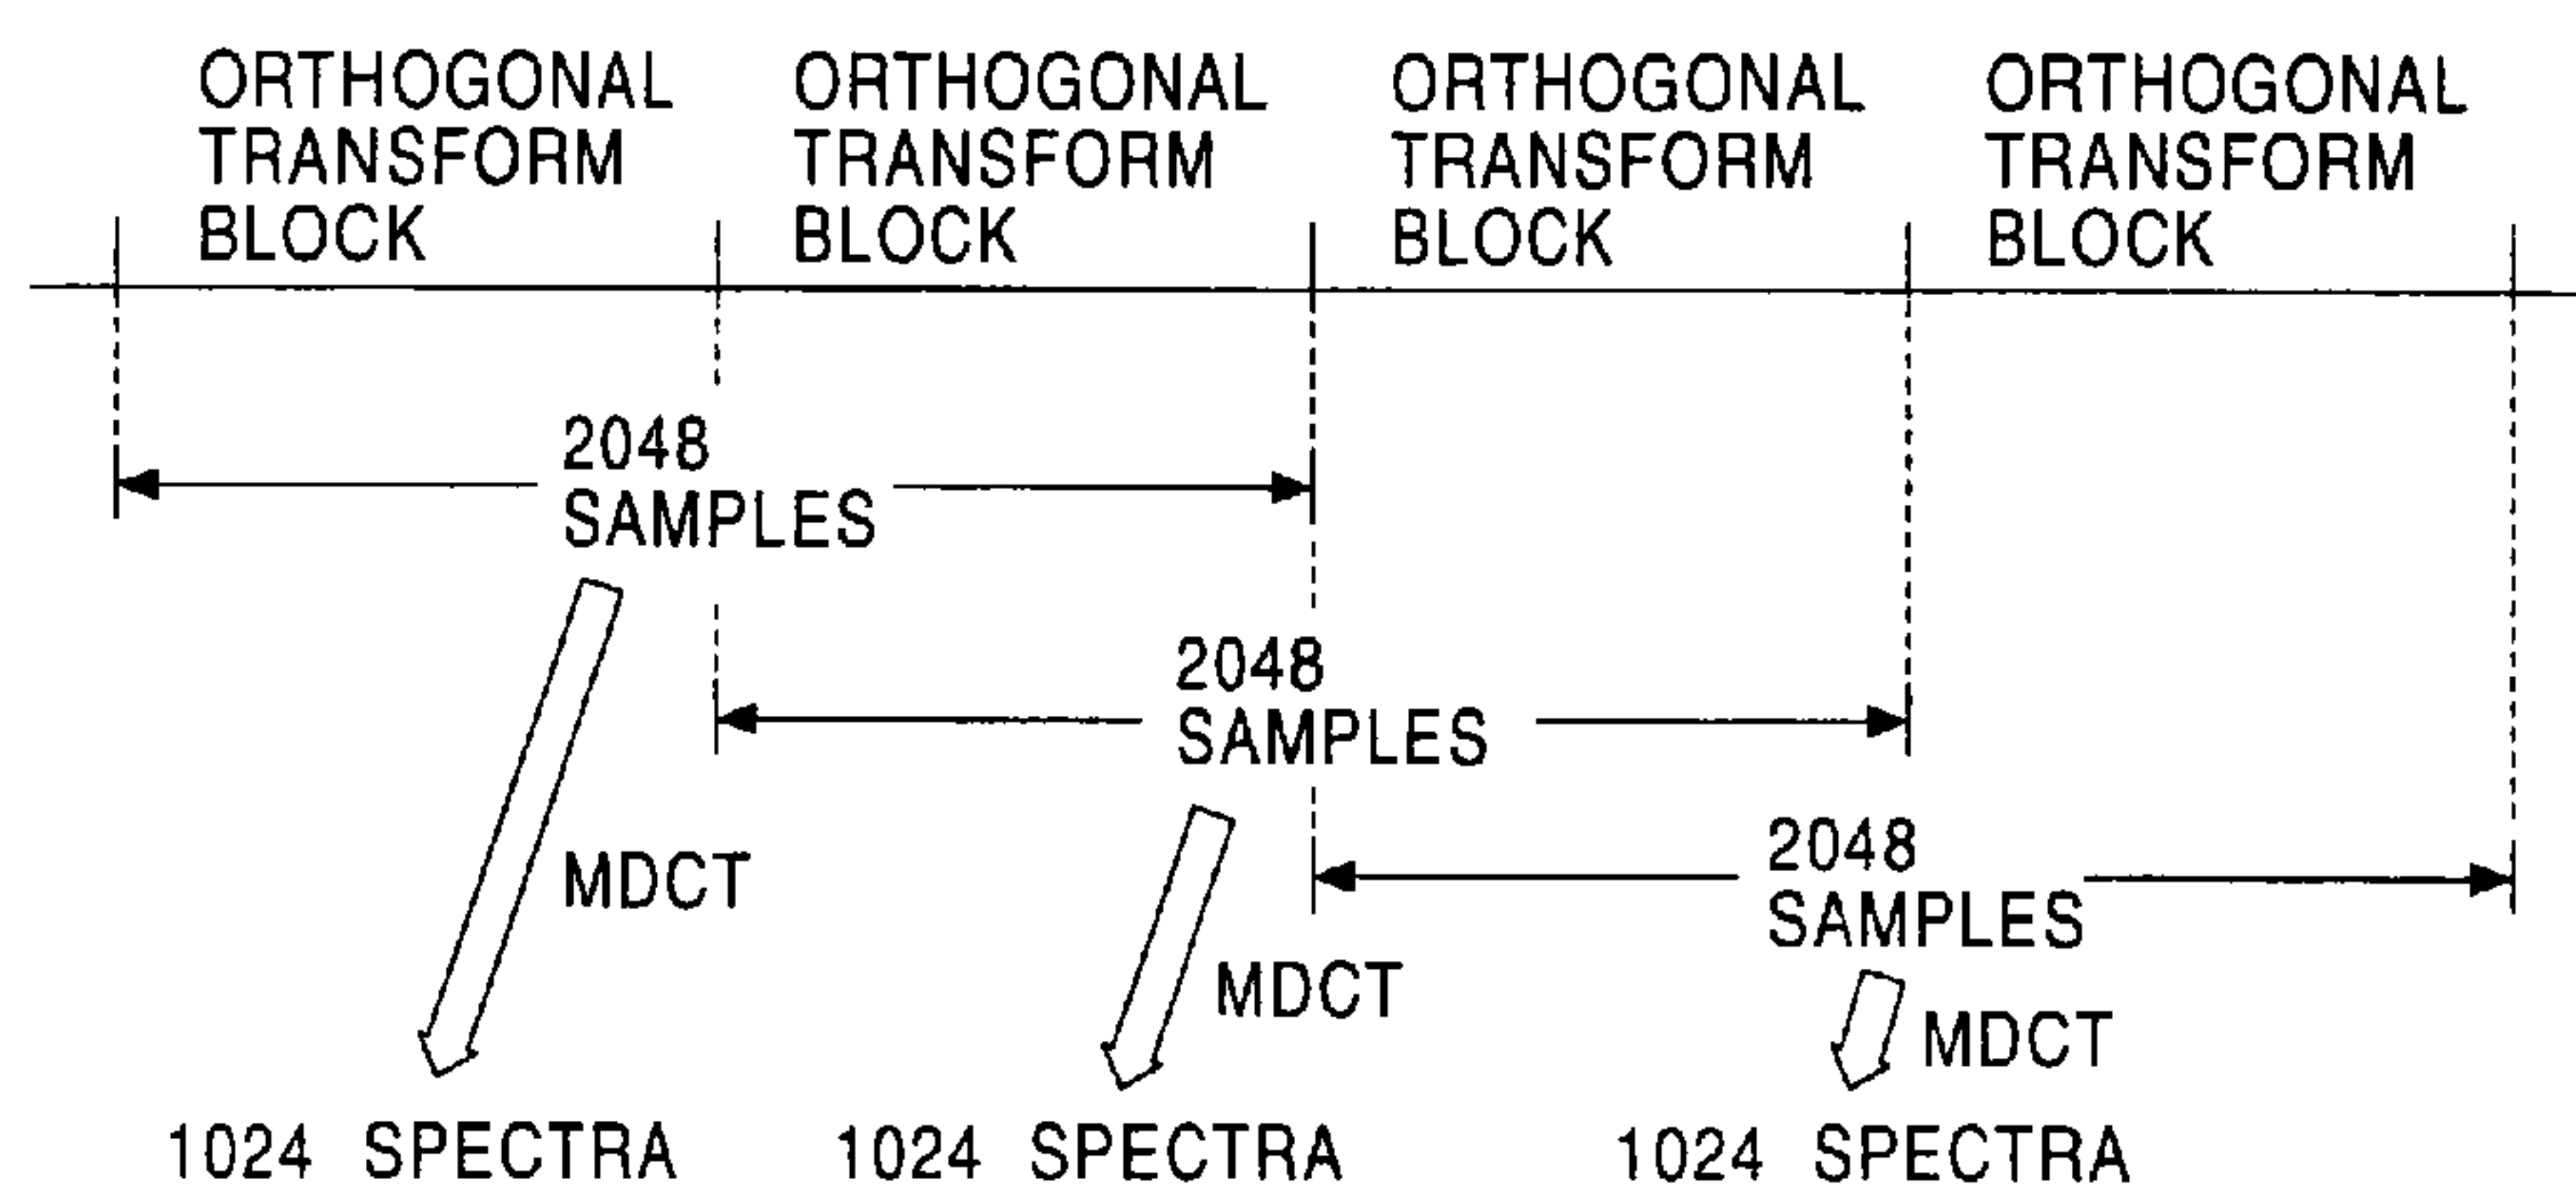 ORTHOGONAL
TRANSFORM
BLOCK
ORTHOGONAL
TRANSFORM
BLOCK
ORTHOGONAL
TRANSFORM
BLOCK
ORTHOGONAL
TRANSFORM
BLOCK
2048
SAMPLES
2048
SAMPLES
2048
SAMPLES
MDCT
MDCT
MDCT
1024 SPECTRA
1024 SPECTRA
1024 SPECTRA